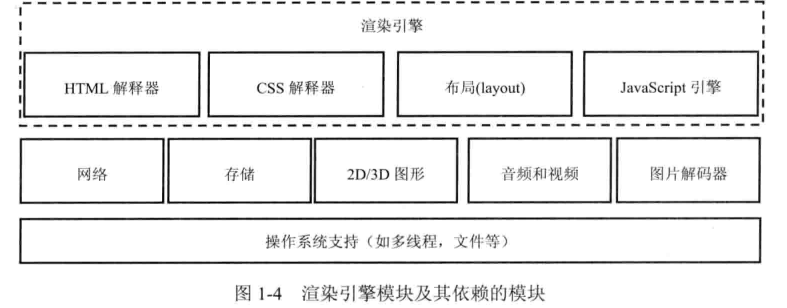 渲染引擎
HTML 解释器
CSS 解释器
布局(layout)
JavaScript 引擎
网络
存储
2D/3D 图形
音频和视频
图片解码器
操作系统支持（如多线程，文件等）
图 1-4 渲染引擎模块及其依赖的模块